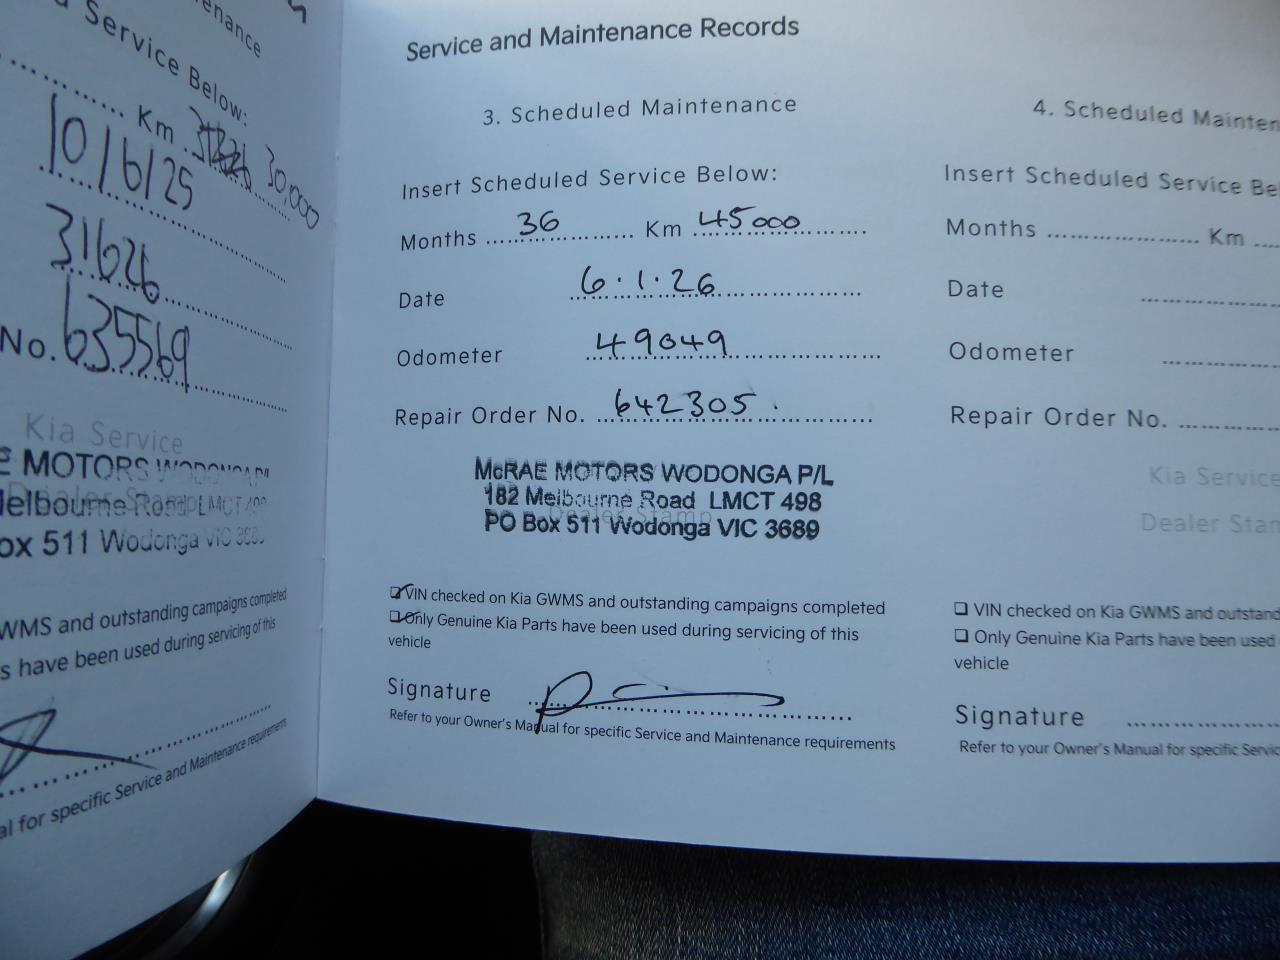 enance
Service Below:
Km 30,000
10/6/25
31626
No. 635569
Kia Service
E MOTORS WODONGA P/L
Melbourne Road LMCT 498
Dealer Stamp
ox 511 Wodonga VIC 3689
WMS and outstanding campaigns completed
s have been used during servicing of this
al for specific Service and Maintenance requirements
Service and Maintenance Records
3. Scheduled Maintenance
Insert Scheduled Service Below:
Months 36 Km 45000
Date 6.1.26
Odometer 49049
Repair Order No. 642305
McRAE MOTORS WODONGA P/L
182 Melbourne Road LMCT 498
Dealer Stamp
PO Box 511 Wodonga VIC 3689
VIN checked on Kia GWMS and outstanding campaigns completed
Only Genuine Kia Parts have been used during servicing of this
vehicle
Signature
Refer to your Owner's Manual for specific Service and Maintenance requirements
4. Scheduled Mainten
Insert Scheduled Service Be
Months Km
Date
Odometer
Repair Order No.
Kia Service
Dealer Stam
VIN checked on Kia GWMS and outstand
Only Genuine Kia Parts have been used
vehicle
Signature
Refer to your Owner's Manual for specific Servic